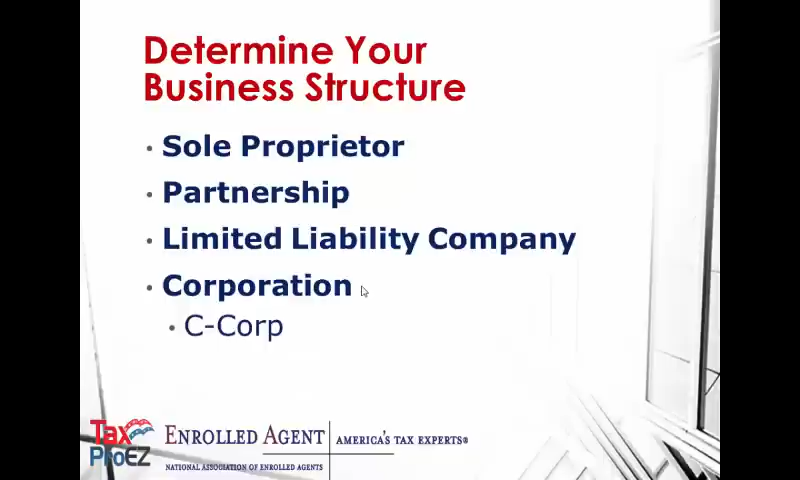 Determine Your
Business Structure
• Sole Proprietor
• Partnership
• Limited Liability Company
• Corporation
• C-Corp
Tax
ProEZ
ENROLLED AGENT
AMERICA'S TAX EXPERTS®
NATIONAL ASSOCIATION OF ENROLLED AGENTS